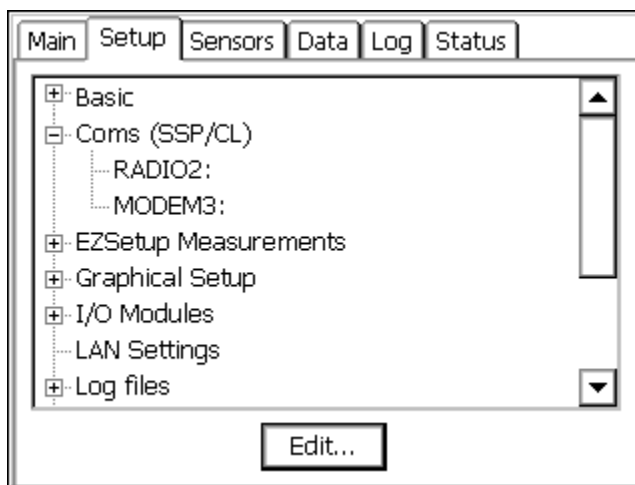 Main Setup Sensors Data Log Status
Basic
Coms (SSP/CL)
RADIO2:
MODEM3:
EZSetup Measurements
Graphical Setup
I/O Modules
LAN Settings
Log files
Edit...